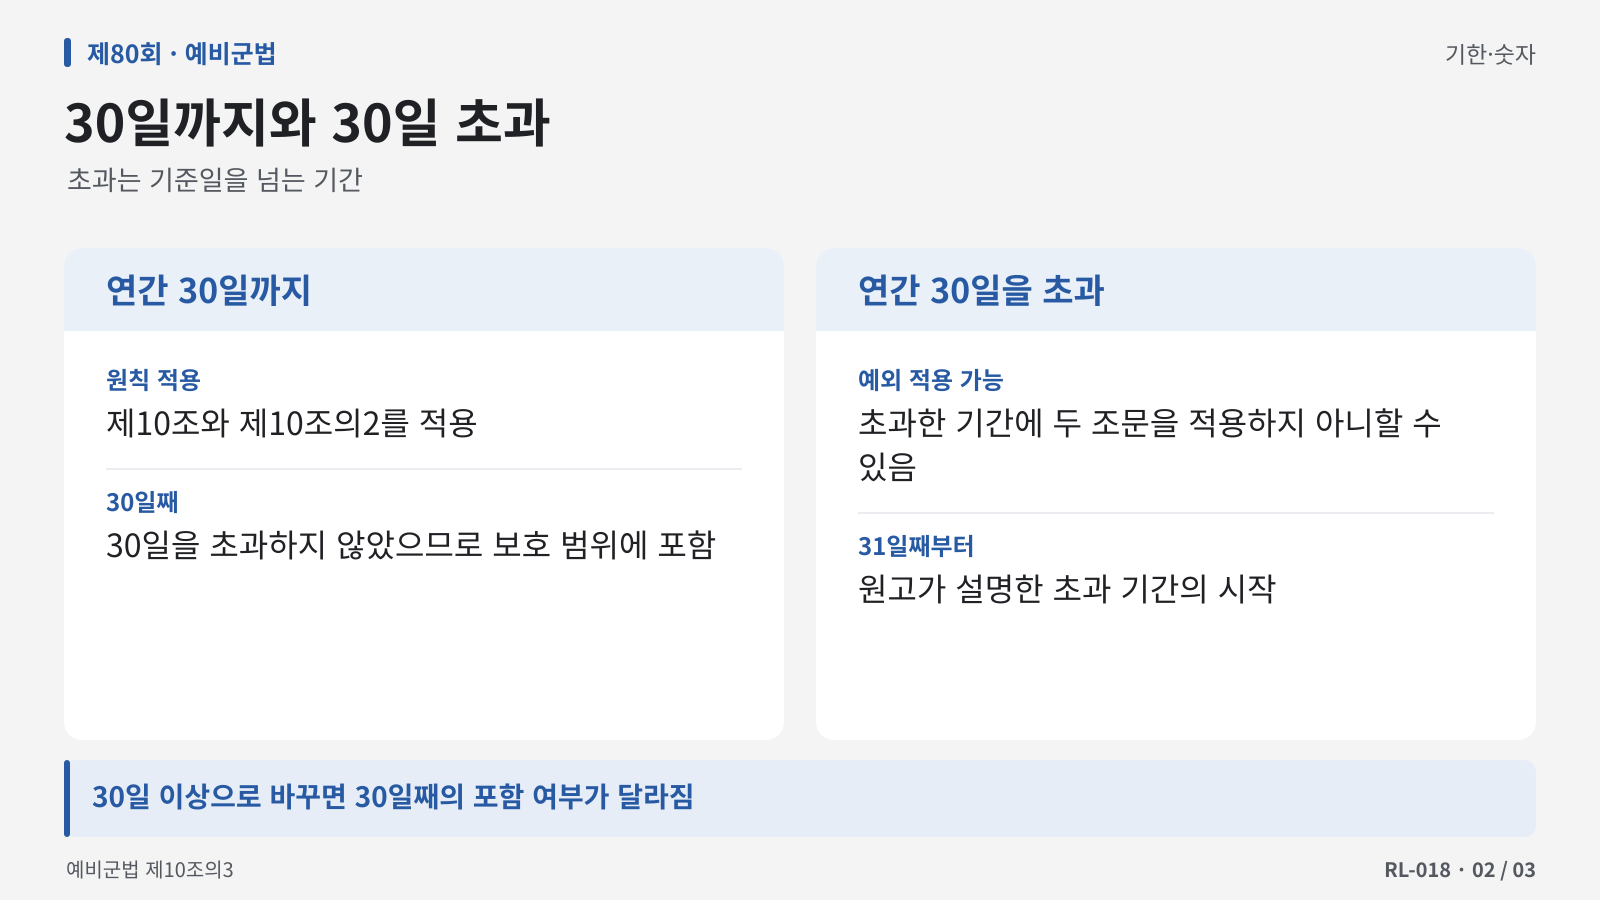 제80회 · 예비군법
기한·숫자
30일까지와 30일 초과
초과는 기준일을 넘는 기간
연간 30일까지
원칙 적용
제10조와 제10조의2를 적용
30일째
30일을 초과하지 않았으므로 보호 범위에 포함
연간 30일을 초과
예외 적용 가능
초과한 기간에 두 조문을 적용하지 아니할 수
있음
31일째부터
원고가 설명한 초과 기간의 시작
30일 이상으로 바꾸면 30일째의 포함 여부가 달라짐
예비군법 제10조의3
RL-018 · 02 / 03